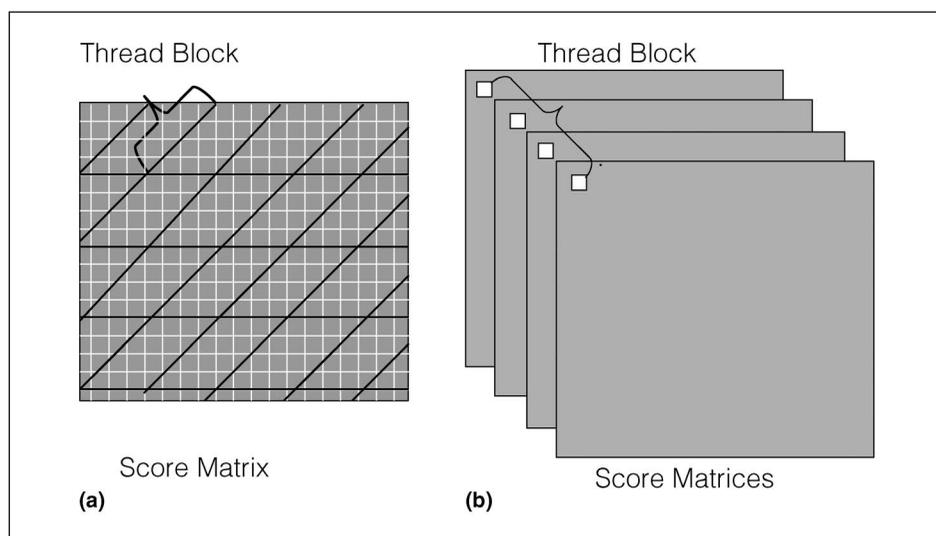 Thread Block
Score Matrix
(a)
Thread Block
Score Matrices
(b)